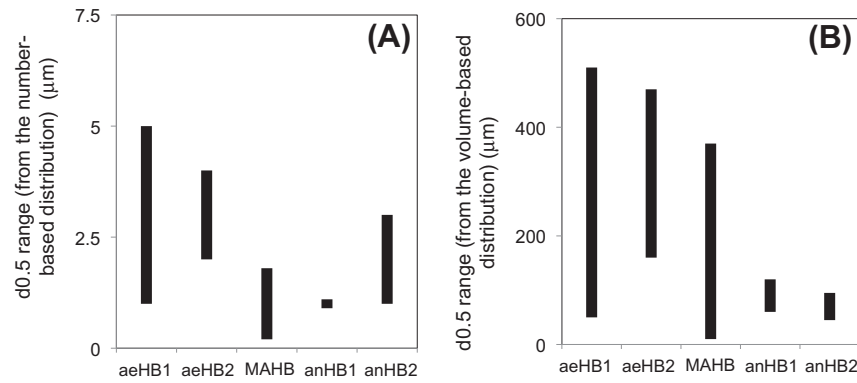 (A)
d0.5 range (from the number-
based distribution) (μm)
7.5
5
2.5
0
aeHB1 aeHB2 MAHB anHB1 anHB2
(B)
d0.5 range (from the volume-based
distribution) (μm)
600
400
200
0
aeHB1 aeHB2 MAHB anHB1 anHB2